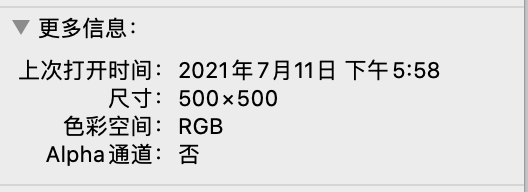 更多信息：
上次打开时间：2021年7月11日 下午5:58
尺寸：500×500
色彩空间：RGB
Alpha通道：否